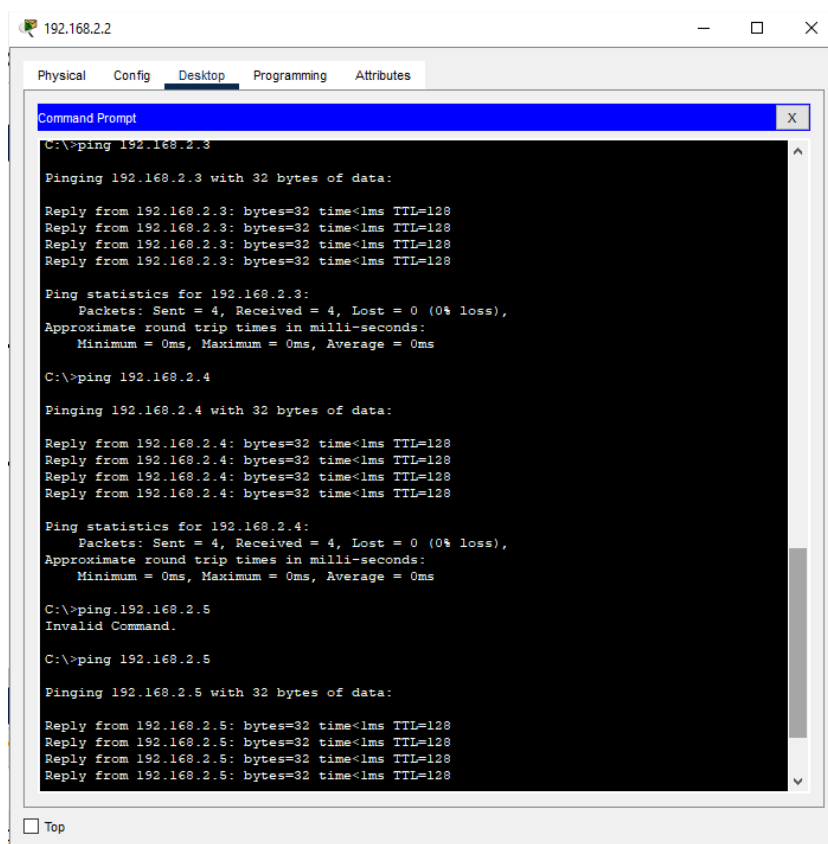 192.168.2.2
Physical Config Desktop Programming Attributes
Command Prompt
X
C:\>ping 192.168.2.3
Pinging 192.168.2.3 with 32 bytes of data:
Reply from 192.168.2.3: bytes=32 time<1ms TTL=128
Reply from 192.168.2.3: bytes=32 time<1ms TTL=128
Reply from 192.168.2.3: bytes=32 time<1ms TTL=128
Reply from 192.168.2.3: bytes=32 time<1ms TTL=128
Ping statistics for 192.168.2.3:
Packets: Sent = 4, Received = 4, Lost = 0 (0% loss),
Approximate round trip times in milli-seconds:
Minimum = 0ms, Maximum = 0ms, Average = 0ms
C:\>ping 192.168.2.4
Pinging 192.168.2.4 with 32 bytes of data:
Reply from 192.168.2.4: bytes=32 time<1ms TTL=128
Reply from 192.168.2.4: bytes=32 time<1ms TTL=128
Reply from 192.168.2.4: bytes=32 time<1ms TTL=128
Reply from 192.168.2.4: bytes=32 time<1ms TTL=128
Ping statistics for 192.168.2.4:
Packets: Sent = 4, Received = 4, Lost = 0 (0% loss),
Approximate round trip times in milli-seconds:
Minimum = 0ms, Maximum = 0ms, Average = 0ms
C:\>ping.192.168.2.5
Invalid Command.
C:\>ping 192.168.2.5
Pinging 192.168.2.5 with 32 bytes of data:
Reply from 192.168.2.5: bytes=32 time<1ms TTL=128
Reply from 192.168.2.5: bytes=32 time<1ms TTL=128
Reply from 192.168.2.5: bytes=32 time<1ms TTL=128
Reply from 192.168.2.5: bytes=32 time<1ms TTL=128
Top